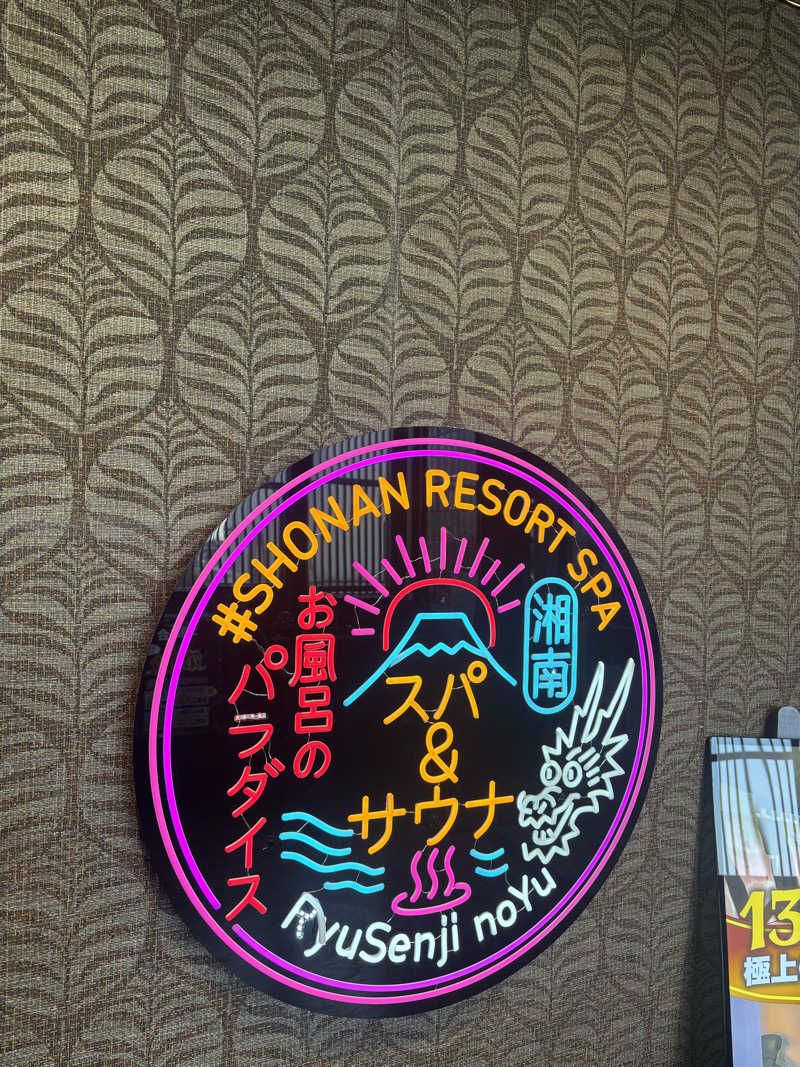 #SHONAN RESORT SPA
湘南
お風呂の
パラダイス
スパ
&
サウナ
RyuSenji noYu
13
極上